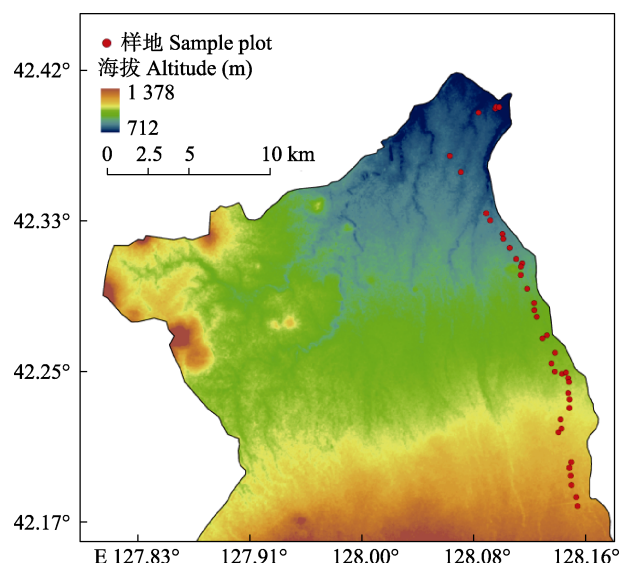 样地 Sample plot
海拔 Altitude (m)
1 378
712
0 2.5 5 10 km
42.42°
42.33°
42.25°
42.17°
E 127.83° 127.91° 128.00° 128.08° 128.16°